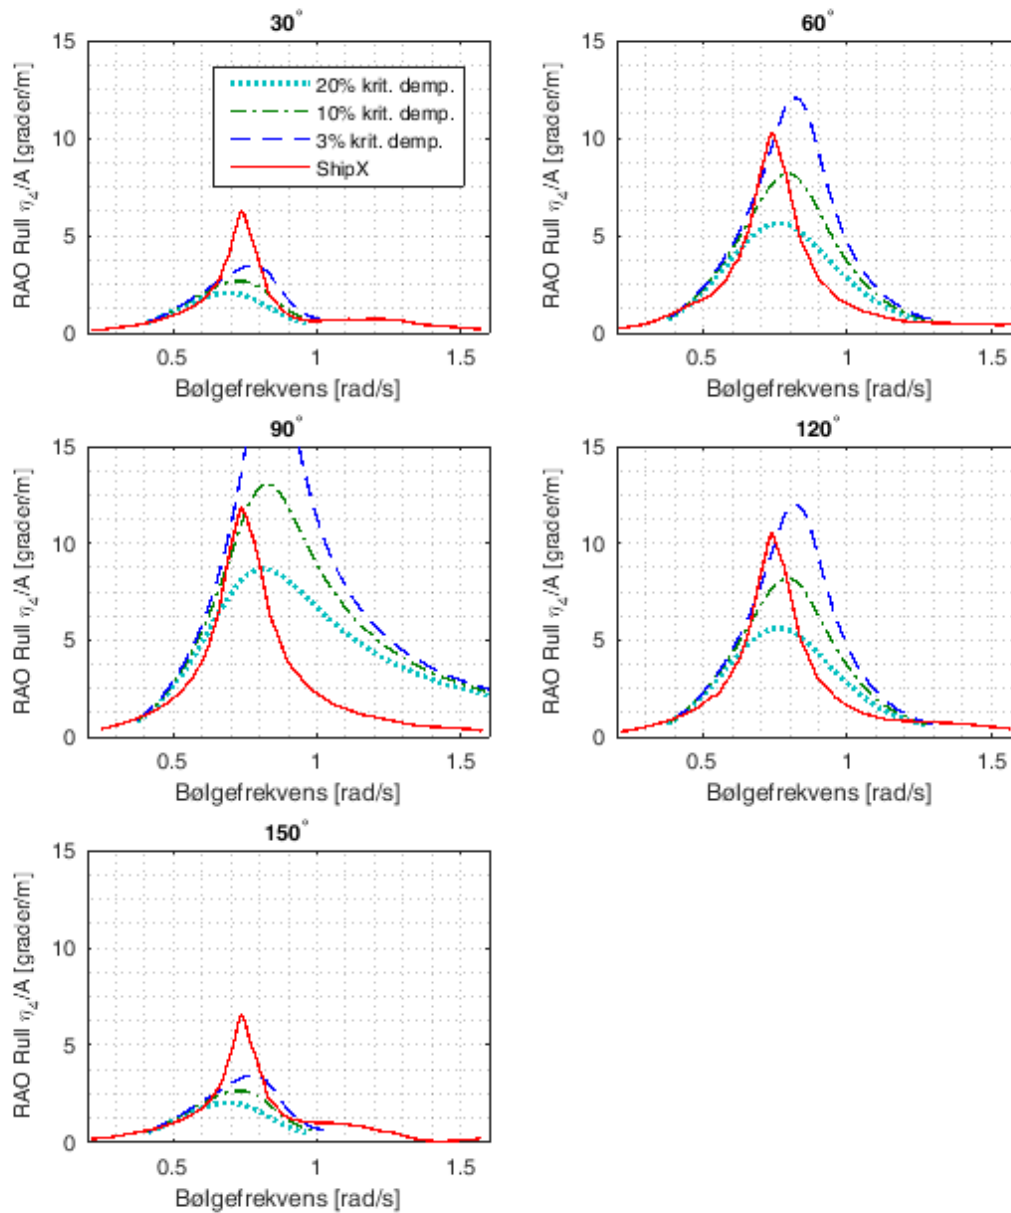 30°
15
10
5
0
RAO Rull η₄/A [grader/m]
20% krit. demp.
10% krit. demp.
3% krit. demp.
ShipX
0.5 1 1.5
Bølgefrekvens [rad/s]
60°
15
10
5
0
RAO Rull η₄/A [grader/m]
0.5 1 1.5
Bølgefrekvens [rad/s]
90°
15
10
5
0
RAO Rull η₄/A [grader/m]
0.5 1 1.5
Bølgefrekvens [rad/s]
120°
15
10
5
0
RAO Rull η₄/A [grader/m]
0.5 1 1.5
Bølgefrekvens [rad/s]
150°
15
10
5
0
RAO Rull η₄/A [grader/m]
0.5 1 1.5
Bølgefrekvens [rad/s]